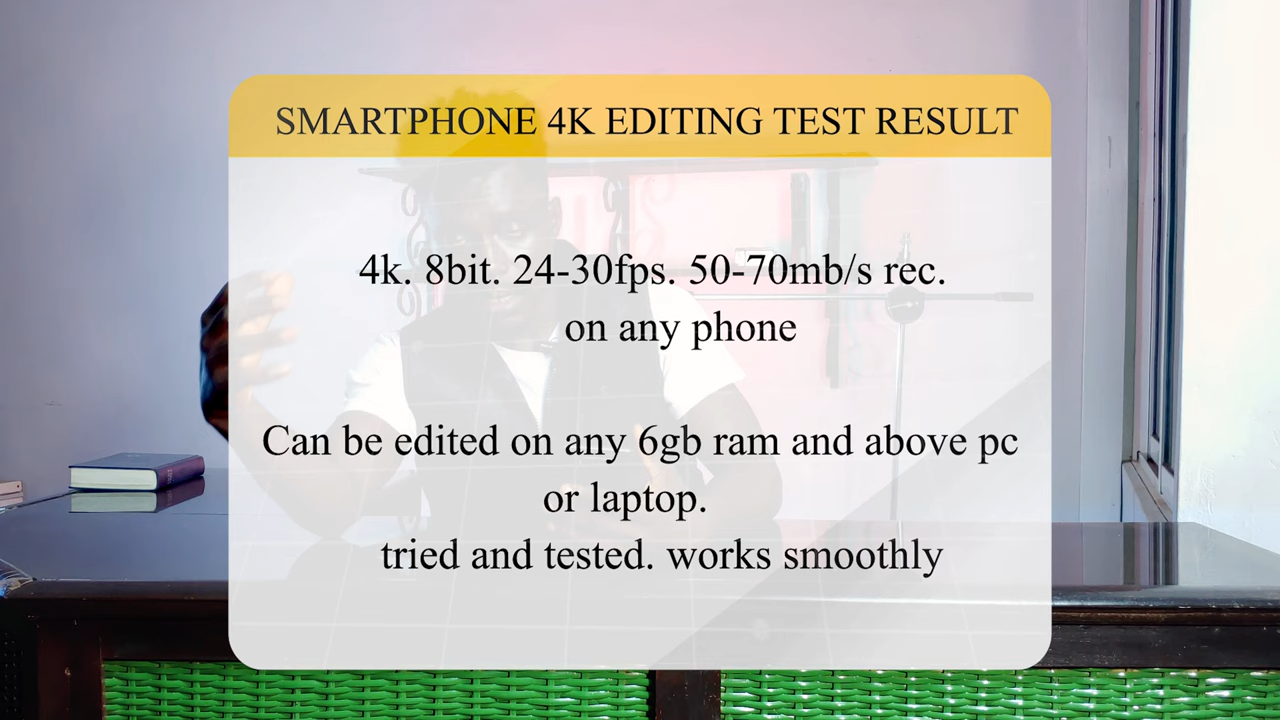 SMARTPHONE 4K EDITING TEST RESULT
4k. 8bit. 24-30fps. 50-70mb/s rec.
on any phone
Can be edited on any 6gb ram and above pc
or laptop.
tried and tested. works smoothly